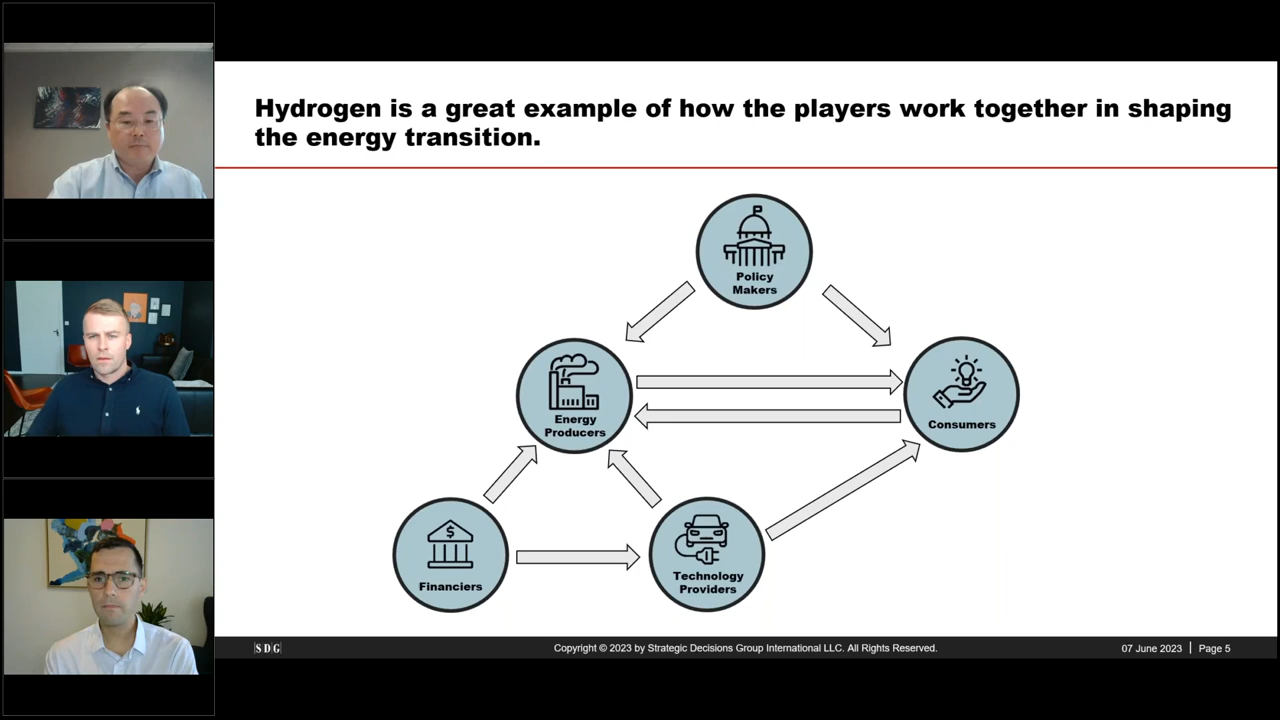 Hydrogen is a great example of how the players work together in shaping
the energy transition.
Policy
Makers
Energy
Producers
Consumers
$
Financiers
Technology
Providers
SDG
Copyright © 2023 by Strategic Decisions Group International LLC. All Rights Reserved.
07 June 2023 | Page 5